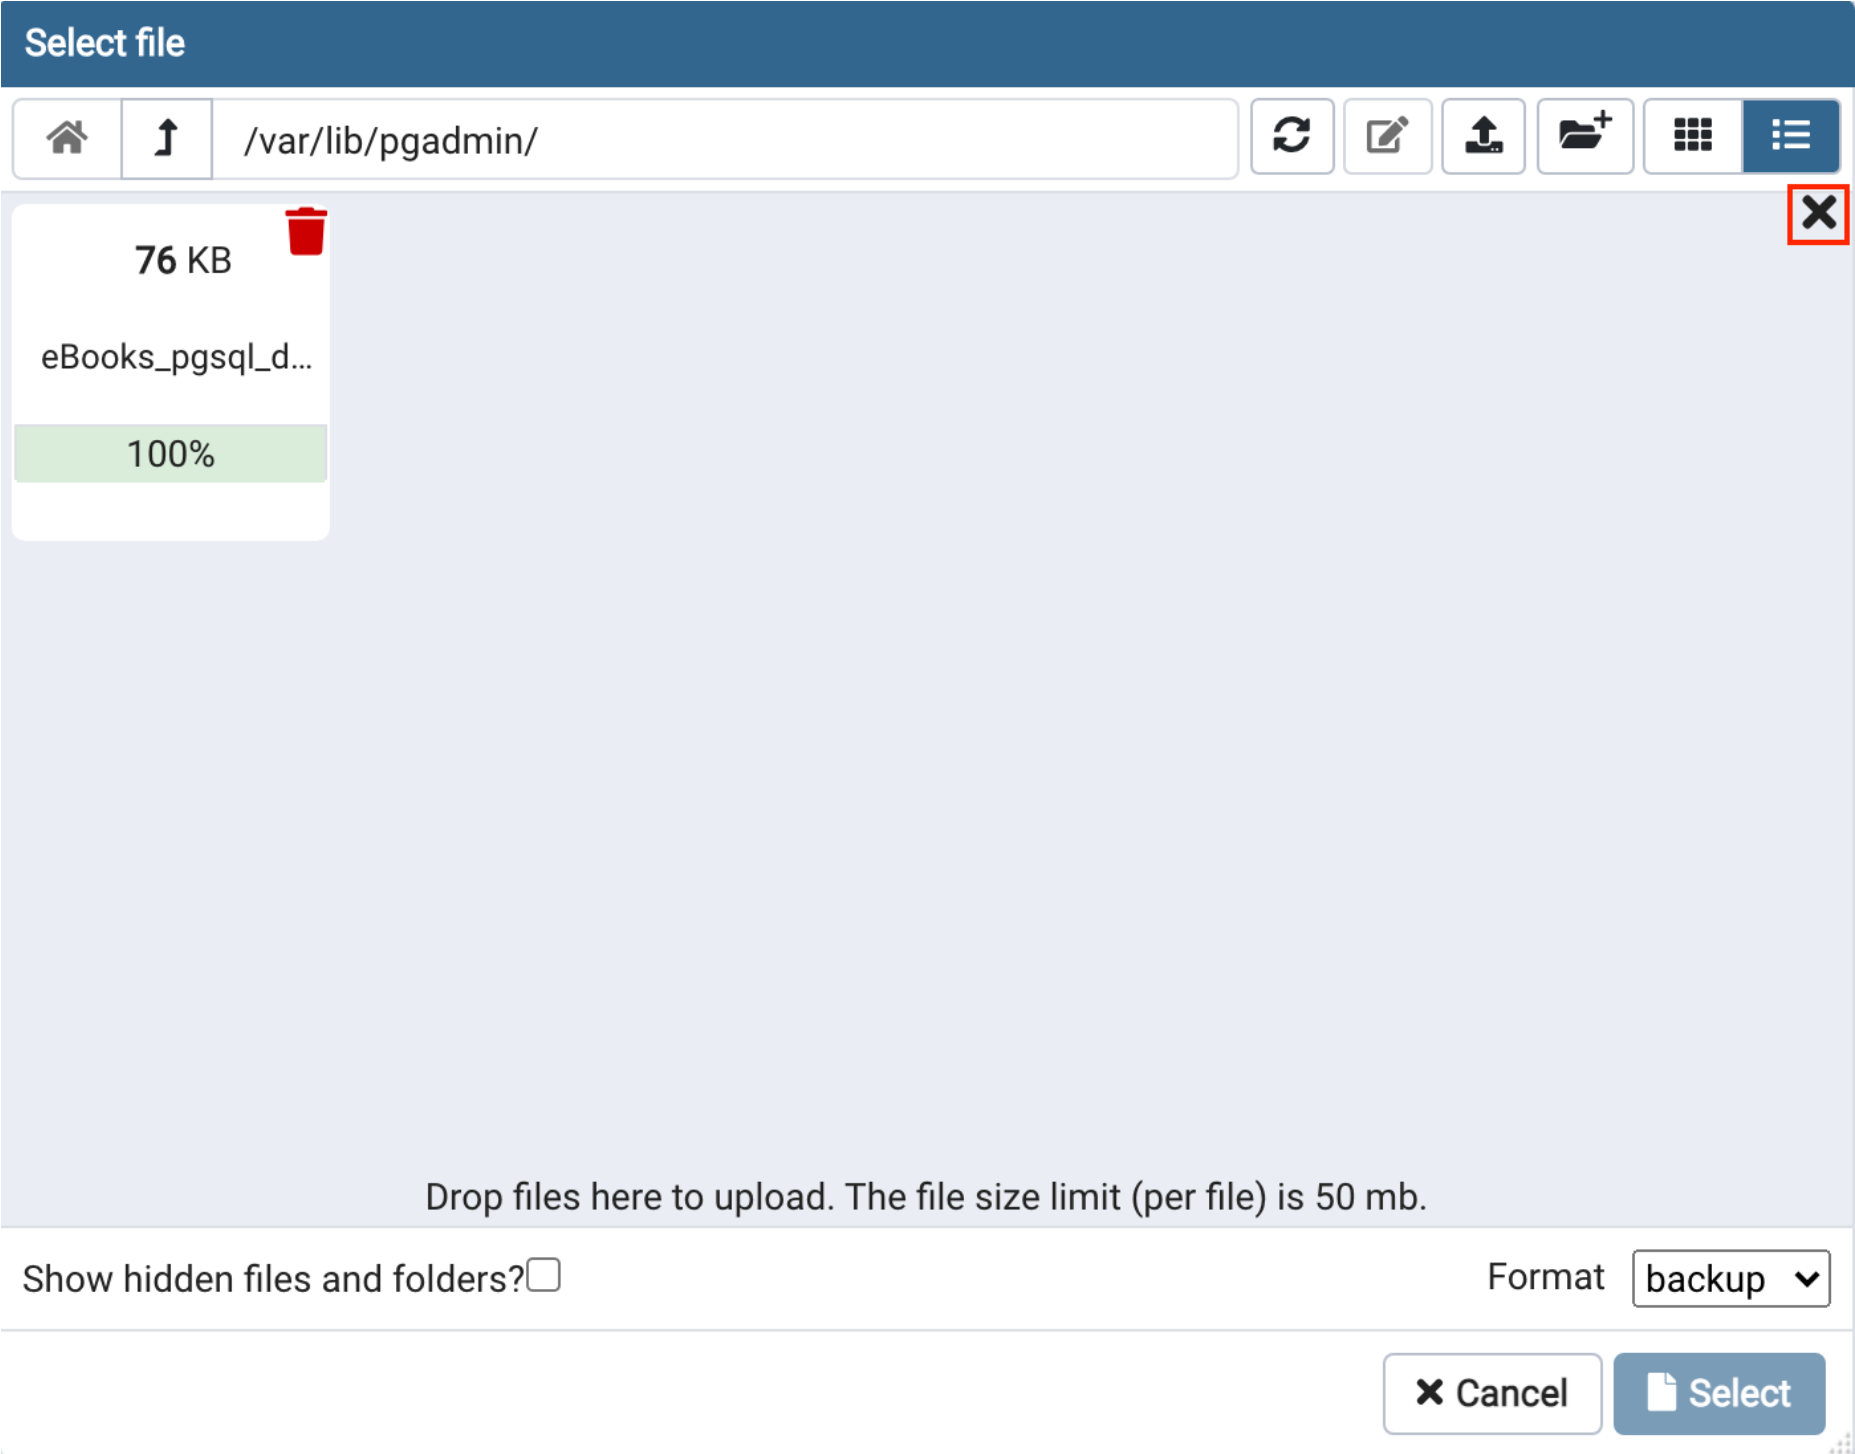 Select file
/var/lib/pgadmin/
76 KB
eBooks_pgsql_d...
100%
Drop files here to upload. The file size limit (per file) is 50 mb.
Show hidden files and folders?
Format
backup
Cancel
Select